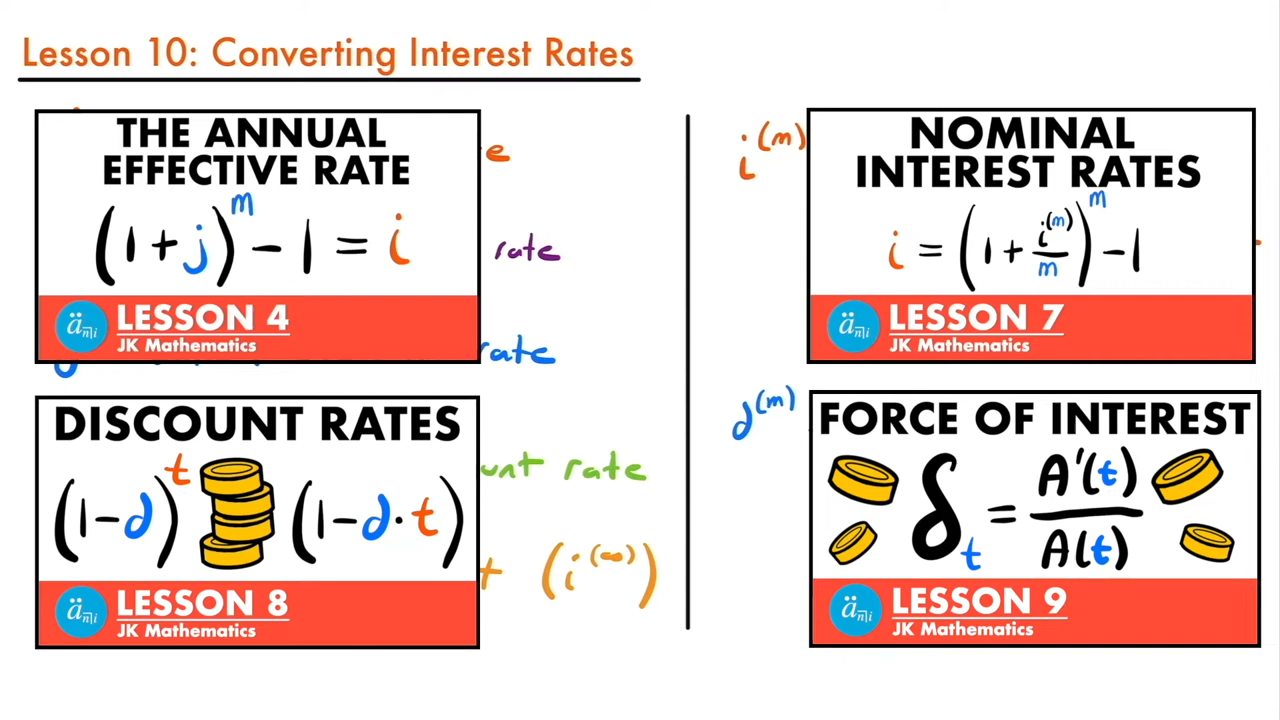 Lesson 10: Converting Interest Rates
THE ANNUAL
EFFECTIVE RATE
(1 + j)^m - 1 = i
LESSON 4
JK Mathematics
rate
rate
DISCOUNT RATES
(1-d)^t (1-d·t)
LESSON 8
JK Mathematics
rate
(i^(∞))
i^(m)
NOMINAL
INTEREST RATES
i = (1 + i^(m)/m)^m - 1
LESSON 7
JK Mathematics
d^(m)
FORCE OF INTEREST
δ_t = A'(t)/A(t)
LESSON 9
JK Mathematics